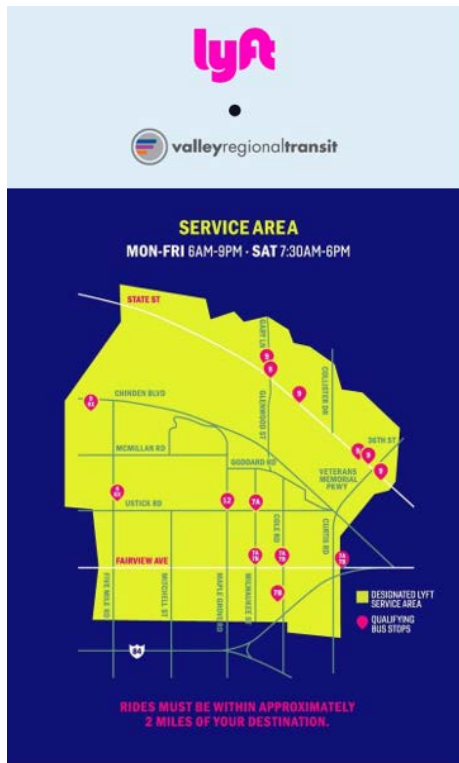 lyft
valleyregionaltransit
SERVICE AREA
MON-FRI 6AM-9PM · SAT 7:30AM-6PM
STATE ST
GARY LN
9
9
COLLISTER DR
9
CHINDEN BLVD
GLENWOOD ST
36TH ST
MCMILLAN RD
GODDARD RD
9
9
VETERANS
MEMORIAL
PKWY
USTICK RD
12
7A
COLE RD
CURTIS RD
FAIRVIEW AVE
7A
7B
7A
7B
7A
7B
FIVE MILE RD
MITCHELL ST
MAPLE GROVE RD
MILWAUKEE ST
7B
DESIGNATED LYFT
SERVICE AREA
QUALIFYING
BUS STOPS
84
RIDES MUST BE WITHIN APPROXIMATELY
2 MILES OF YOUR DESTINATION.